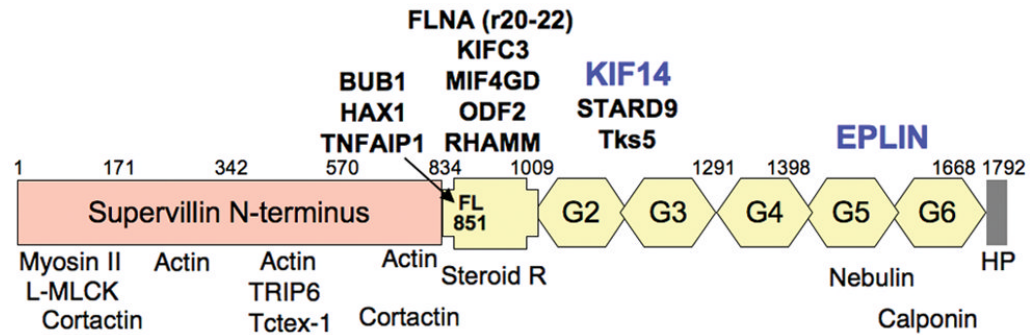 FLNA (r20-22)
KIFC3
BUB1 MIF4GD KIF14
HAX1 ODF2 STARD9
TNFAIP1 RHAMM Tks5 EPLIN
1 171 342 570 834 1009 1291 1398 1668 1792
Supervillin N-terminus FL 851 G2 G3 G4 G5 G6
Myosin II Actin Actin Actin Steroid R Nebulin HP
L-MLCK TRIP6
Cortactin Tctex-1 Cortactin Calponin